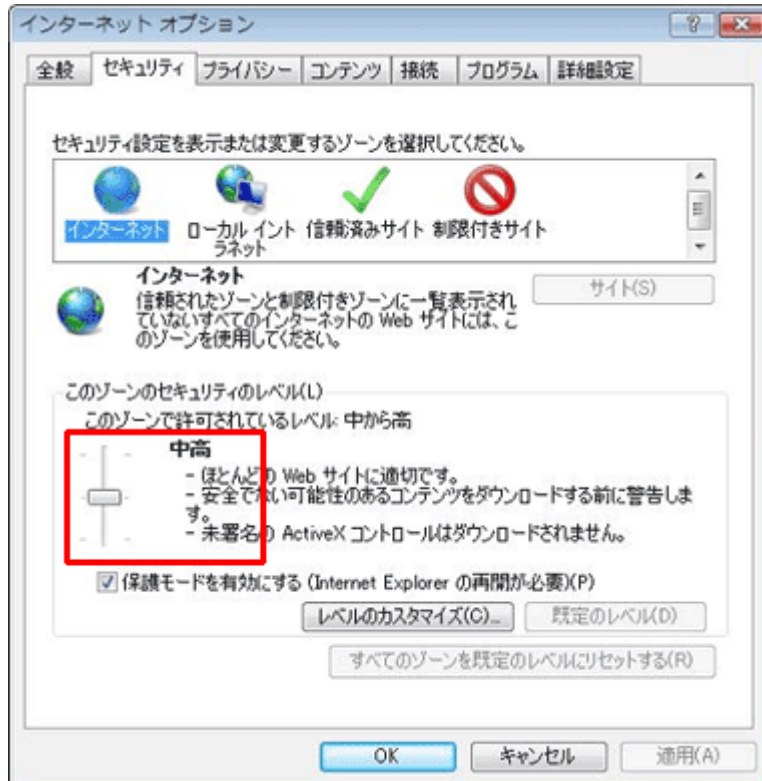 インターネット オプション
全般 セキュリティ プライバシー コンテンツ 接続 プログラム 詳細設定
セキュリティ設定を表示または変更するゾーンを選択してください。
インターネット ローカル イントラネット 信頼済みサイト 制限付きサイト
インターネット
サイト(S)
信頼されたゾーンと制限付きゾーンに一覧表示され
ていないすべてのインターネットの Web サイトには、こ
のゾーンを使用してください。
このゾーンのセキュリティのレベル(L)
このゾーンで許可されているレベル: 中から高
中高
- ほとんどの Web サイトに適切です。
- 安全でない可能性のあるコンテンツをダウンロードする前に警告しま
す。
- 未署名の ActiveX コントロールはダウンロードされません。
保護モードを有効にする (Internet Explorer の再開が必要)(P)
レベルのカスタマイズ(C)... 既定のレベル(D)
すべてのゾーンを既定のレベルにリセットする(R)
OK キャンセル 適用(A)